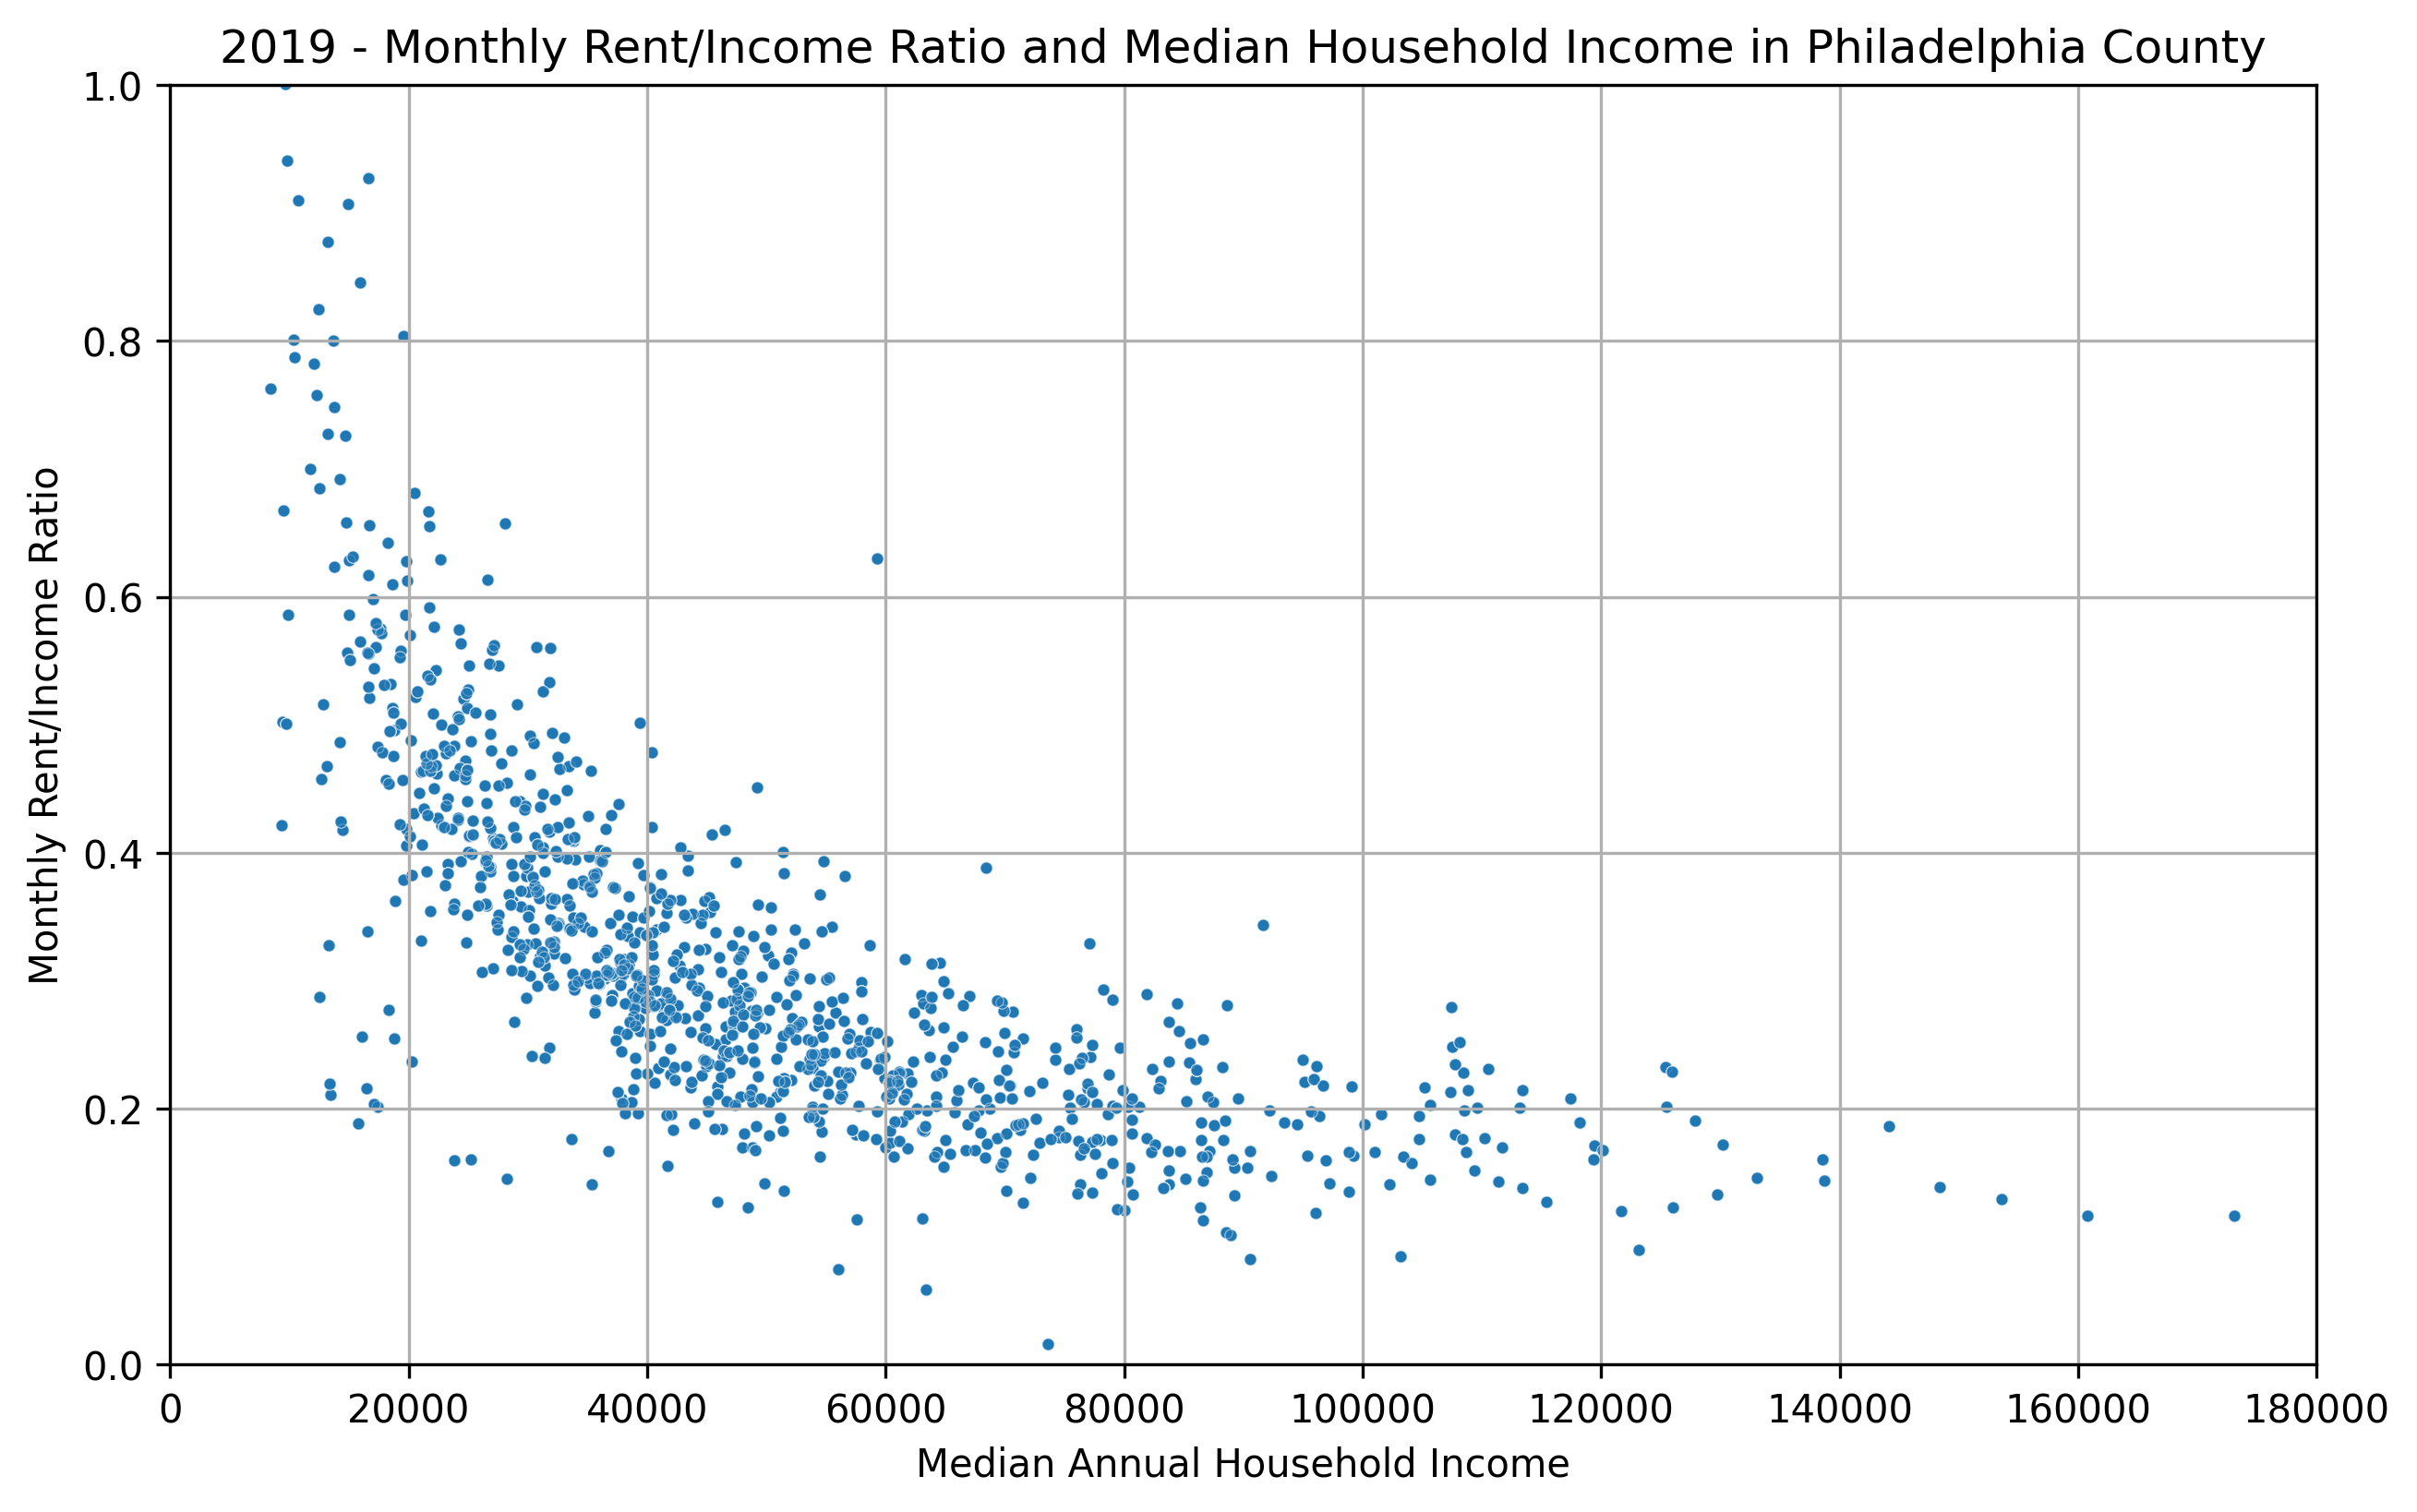 2019 - Monthly Rent/Income Ratio and Median Household Income in Philadelphia County
1.0
0.8
0.6
0.4
0.2
0.0
Monthly Rent/Income Ratio
0 20000 40000 60000 80000 100000 120000 140000 160000 180000
Median Annual Household Income